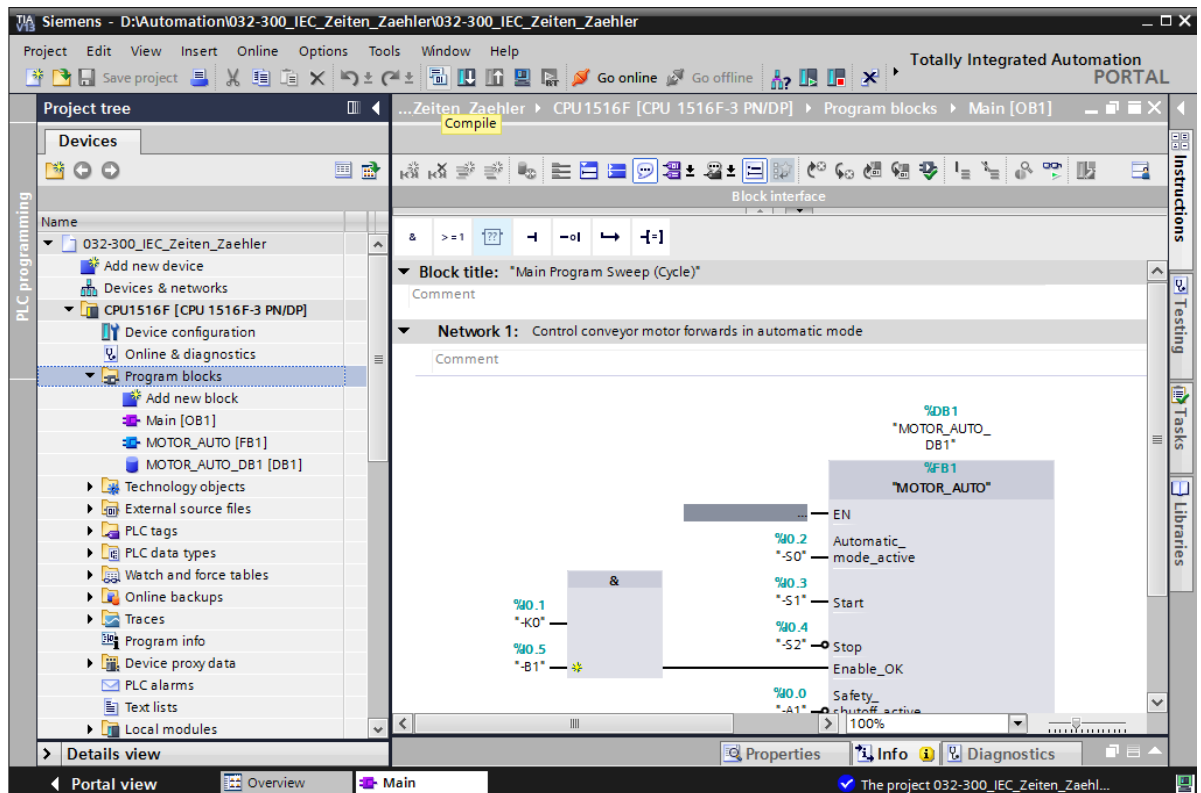 TIA V13
Siemens - D:\Automation\032-300_IEC_Zeiten_Zaehler\032-300_IEC_Zeiten_Zaehler
Project Edit View Insert Online Options Tools Window Help
Totally Integrated Automation
PORTAL
Save project
Go online
Go offline
Project tree
...Zeiten_Zaehler ▸ CPU1516F [CPU 1516F-3 PN/DP] ▸ Program blocks ▸ Main [OB1]
Compile
Devices
Block interface
PLC programming
Name
032-300_IEC_Zeiten_Zaehler
Add new device
Devices & networks
CPU1516F [CPU 1516F-3 PN/DP]
Device configuration
Online & diagnostics
Program blocks
Add new block
Main [OB1]
MOTOR_AUTO [FB1]
MOTOR_AUTO_DB1 [DB1]
Technology objects
External source files
PLC tags
PLC data types
Watch and force tables
Online backups
Traces
Program info
Device proxy data
PLC alarms
Text lists
Local modules
Details view
& >=1 ?? -o| [=]
Block title: "Main Program Sweep (Cycle)"
Comment
Network 1: Control conveyor motor forwards in automatic mode
Comment
%DB1
"MOTOR_AUTO_
DB1"
%FB1
"MOTOR_AUTO"
... EN
%I0.2
"-S0"
Automatic_
mode_active
&
%I0.3
"-S1" Start
%I0.1
"-K0"
%I0.4
"-S2" Stop
%I0.5
"-B1"
Enable_OK
%I0.0
"-A1"
Safety_
shutoff_active
100%
Instructions
Testing
Tasks
Libraries
Properties
Info
Diagnostics
Portal view
Overview
Main
The project 032-300_IEC_Zeiten_Zaehl...